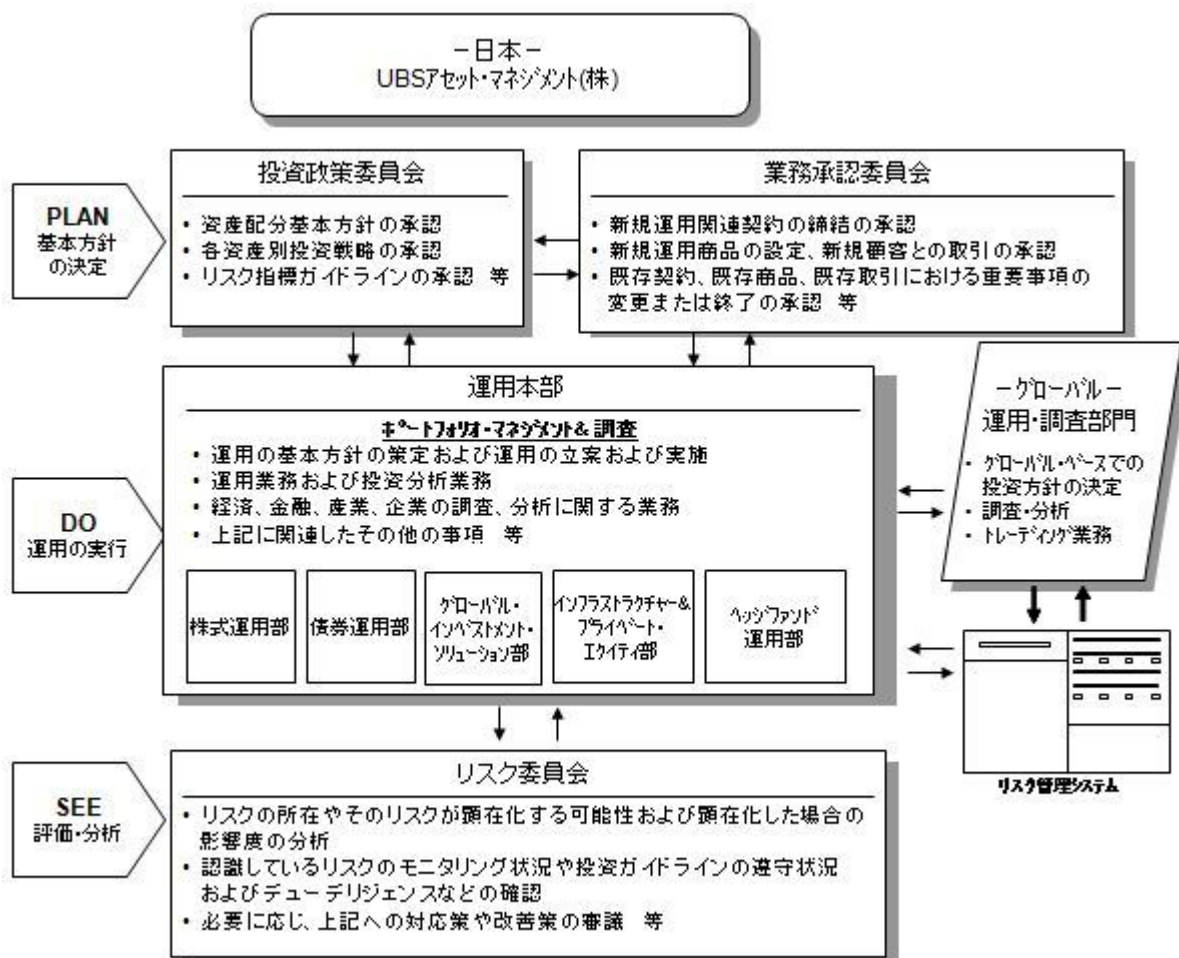 －日本－
UBSアセット・マネジメント(株)
PLAN
基本方針
の決定
投資政策委員会
• 資産配分基本方針の承認
• 各資産別投資戦略の承認
• リスク指標ガイドラインの承認 等
業務承認委員会
• 新規運用関連契約の締結の承認
• 新規運用商品の設定、新規顧客との取引の承認
• 既存契約、既存商品、既存取引における重要事項の
変更または終了の承認 等
DO
運用の実行
運用本部
ポートフォリオ・マネジメント& 調査
• 運用の基本方針の策定および運用の立案および実施
• 運用業務および投資分析業務
• 経済、金融、産業、企業の調査、分析に関する業務
• 上記に関連したその他の事項 等
株式運用部
債券運用部
グローバル・
インベストメント・
ソリューション部
インフラストラクチャー&
プライベート・
エクイティ部
ヘッジファンド
運用部
－グローバル－
運用・調査部門
• グローバル・ベースでの
投資方針の決定
• 調査・分析
• トレーディング業務
リスク管理システム
SEE
評価・分析
リスク委員会
• リスクの所在やそのリスクが顕在化する可能性および顕在化した場合の
影響度の分析
• 認識しているリスクのモニタリング状況や投資ガイドラインの遵守状況
およびデューデリジェンスなどの確認
• 必要に応じ、上記への対応策や改善策の審議 等